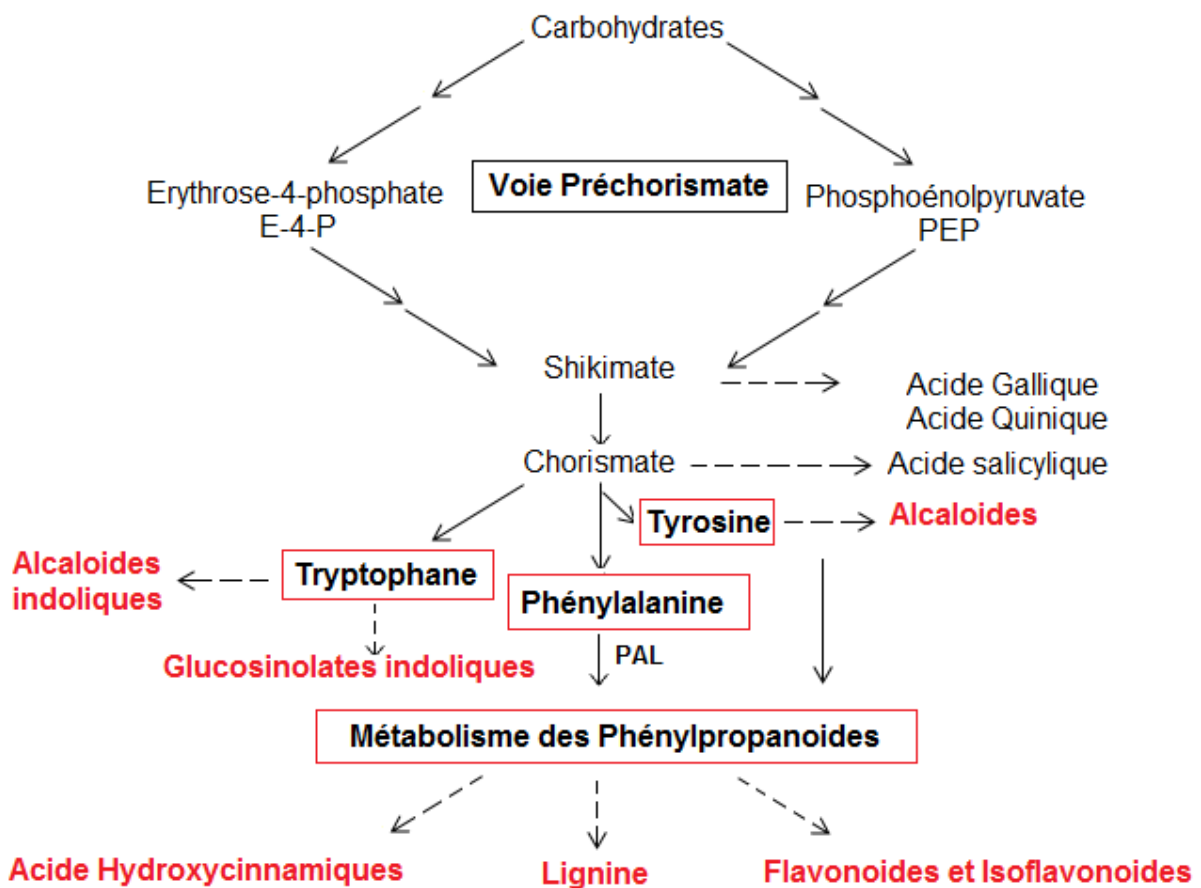 Carbohydrates
Erythrose-4-phosphate
E-4-P
Voie Préchorismate
Phosphoénolpyruvate
PEP
Shikimate
Acide Gallique
Acide Quinique
Chorismate
Acide salicylique
Tyrosine
Alcaloides
Alcaloides
indoliques
Tryptophane
Phénylalanine
Glucosinolates indoliques
PAL
Métabolisme des Phénylpropanoides
Acide Hydroxycinnamiques
Lignine
Flavonoides et Isoflavonoides